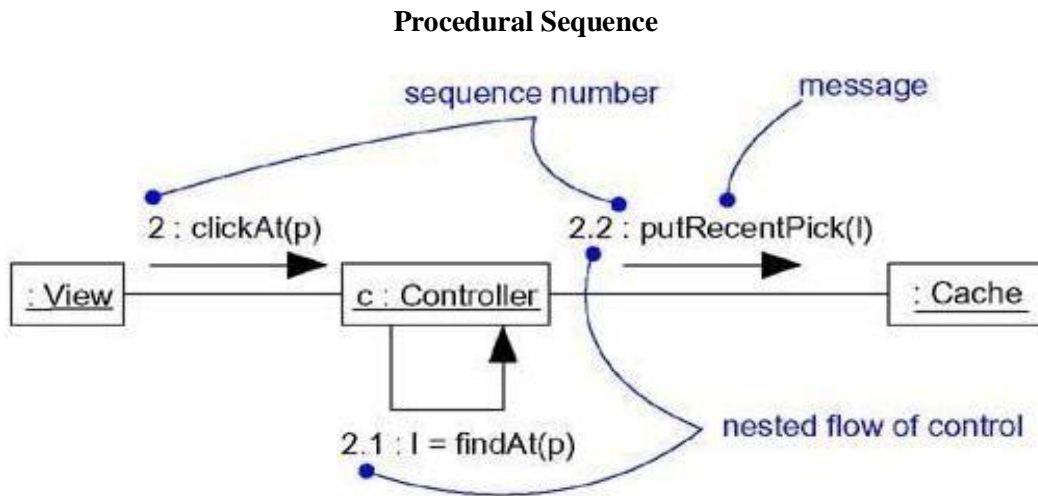 Procedural Sequence
sequence number
message
2 : clickAt(p)
2.2 : putRecentPick(l)
: View
c : Controller
: Cache
2.1 : l = findAt(p)
nested flow of control